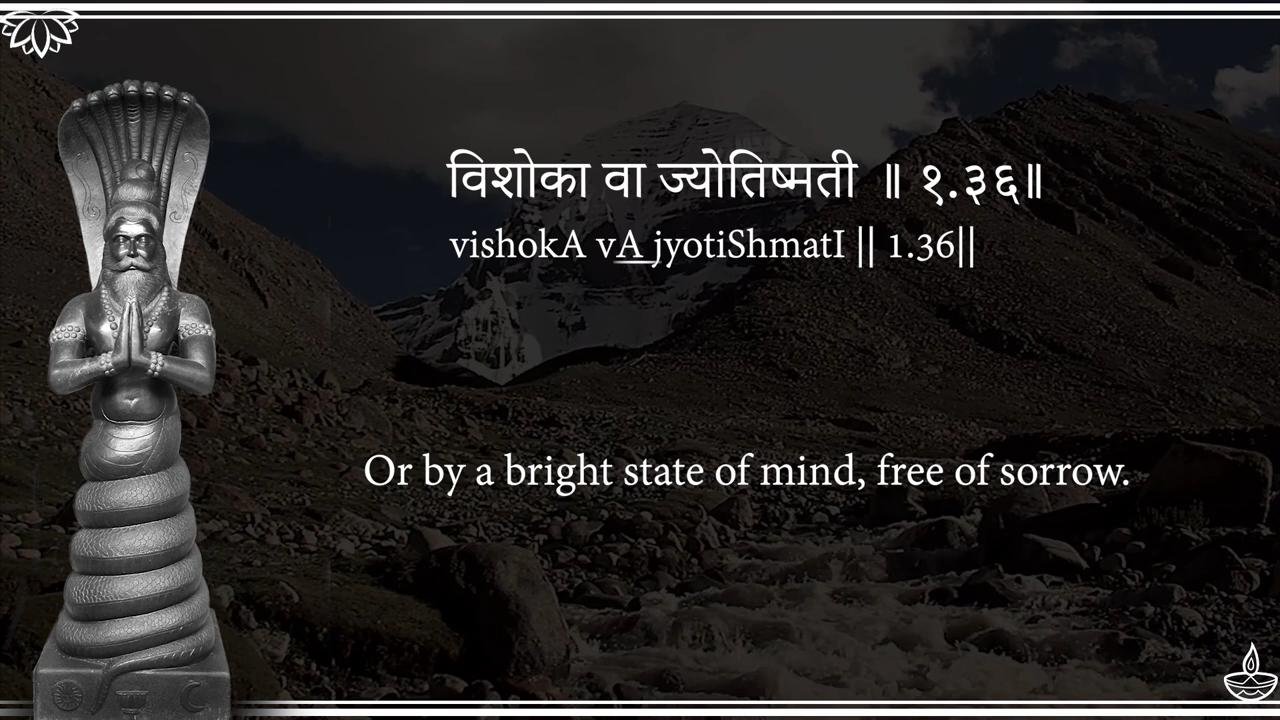 विशोका वा ज्योतिष्मती ॥ १.३६॥
vishokA vA jyotiShmatI || 1.36||
Or by a bright state of mind, free of sorrow.